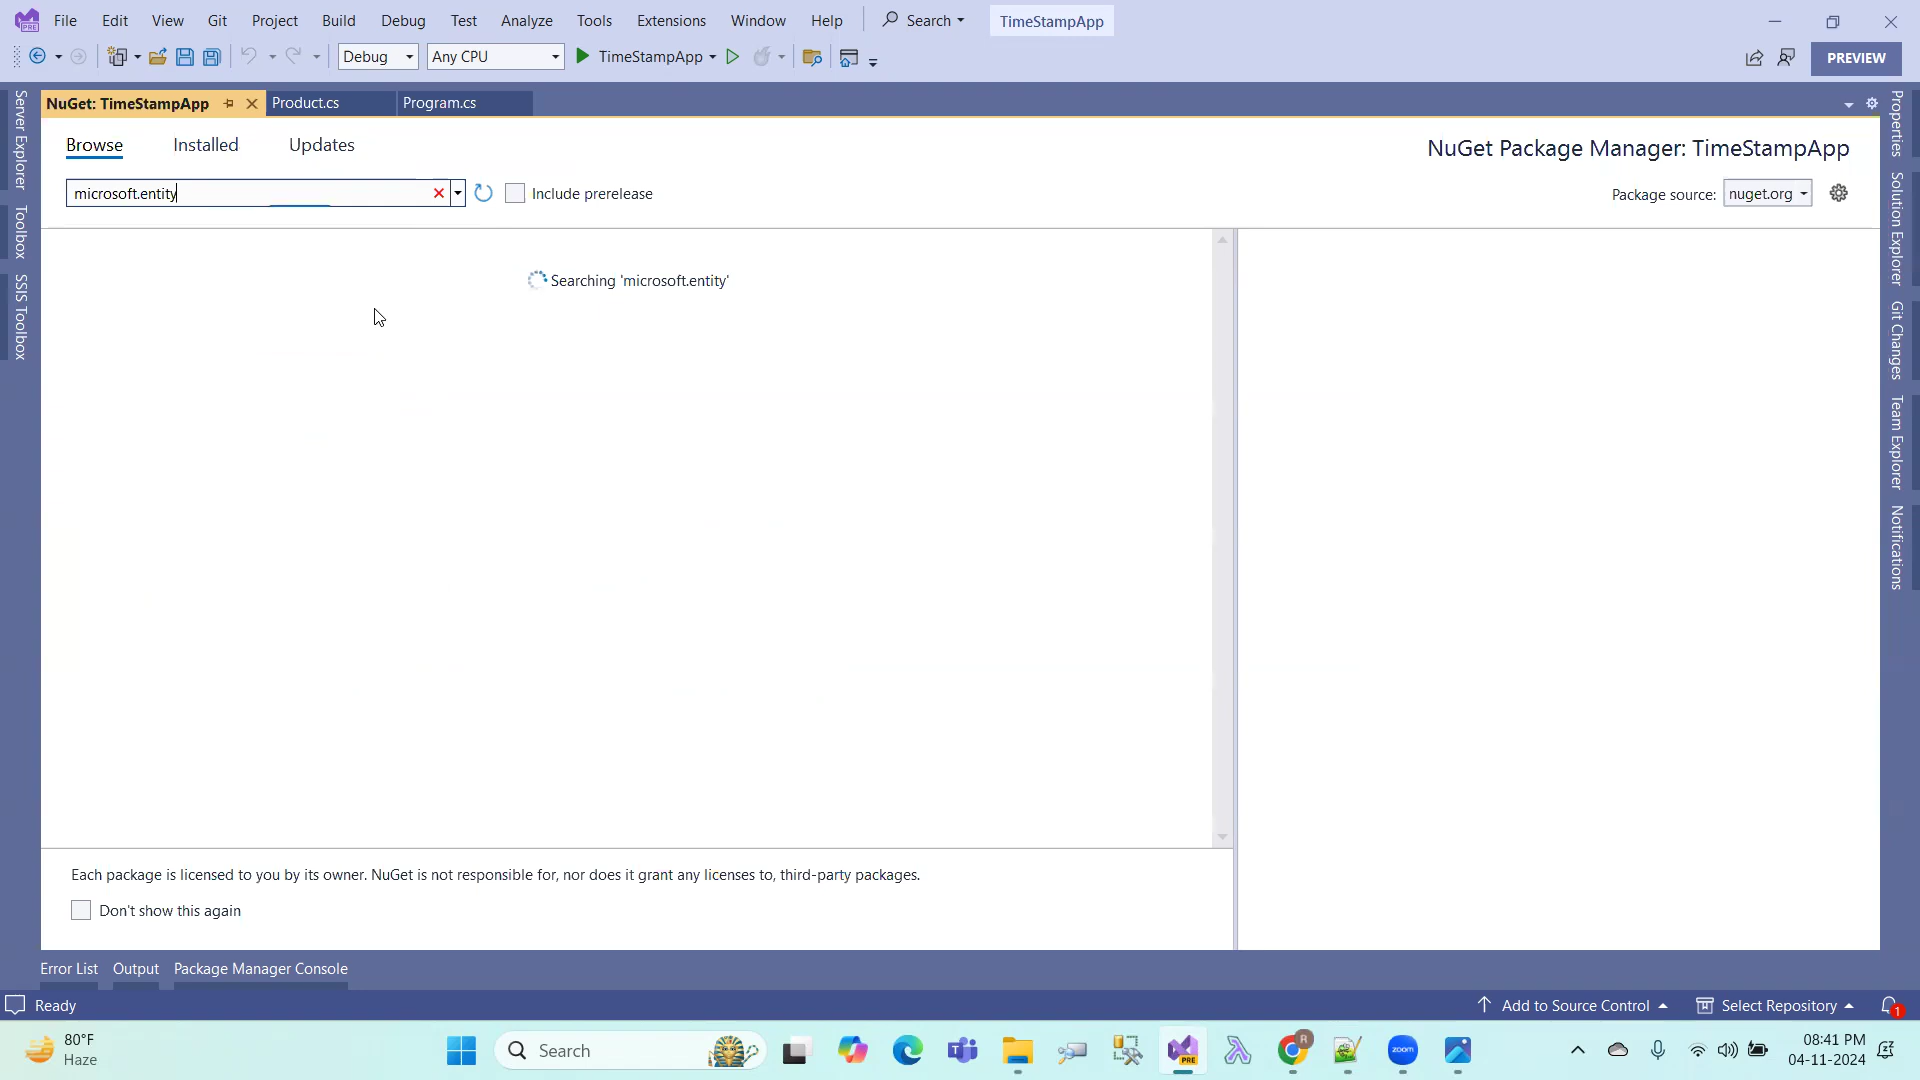 File Edit View Git Project Build Debug Test Analyze Tools Extensions Window Help Search TimeStampApp
Debug Any CPU TimeStampApp PREVIEW
NuGet: TimeStampApp Product.cs Program.cs
Browse Installed Updates
NuGet Package Manager: TimeStampApp
microsoft.entity Include prerelease
Package source: nuget.org
Searching 'microsoft.entity'
Server Explorer
Toolbox
SSIS Toolbox
Properties
Solution Explorer
Git Changes
Team Explorer
Notifications
Each package is licensed to you by its owner. NuGet is not responsible for, nor does it grant any licenses to, third-party packages.
Don't show this again
Error List Output Package Manager Console
Ready Add to Source Control Select Repository 1
80°F
Haze
Search
PRE
R
zoom
08:41 PM
04-11-2024